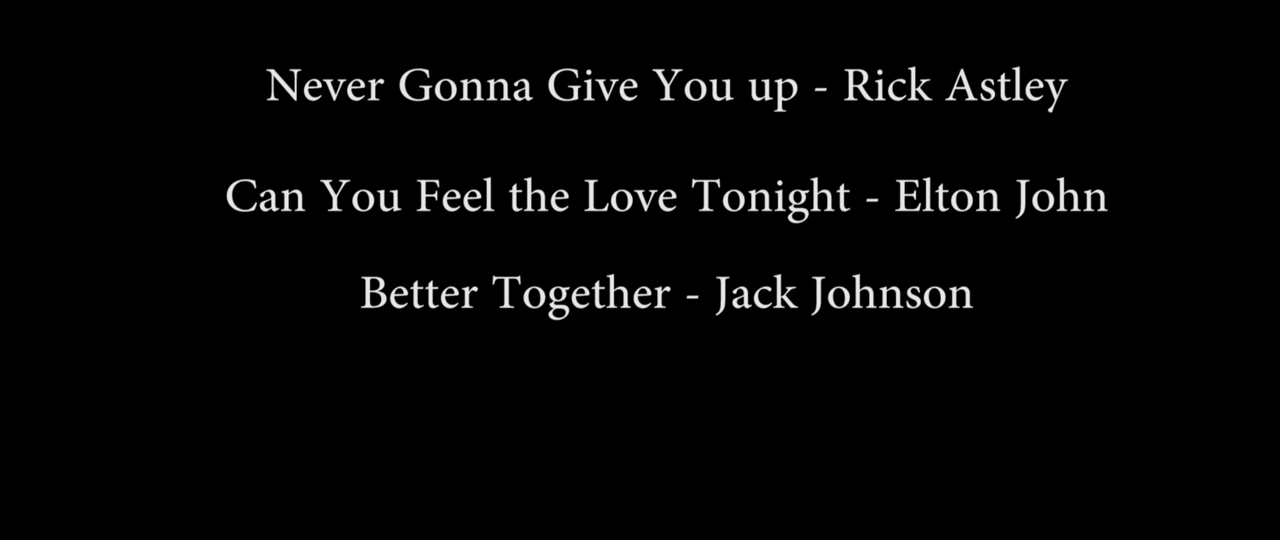 Never Gonna Give You up - Rick Astley
Can You Feel the Love Tonight - Elton John
Better Together - Jack Johnson